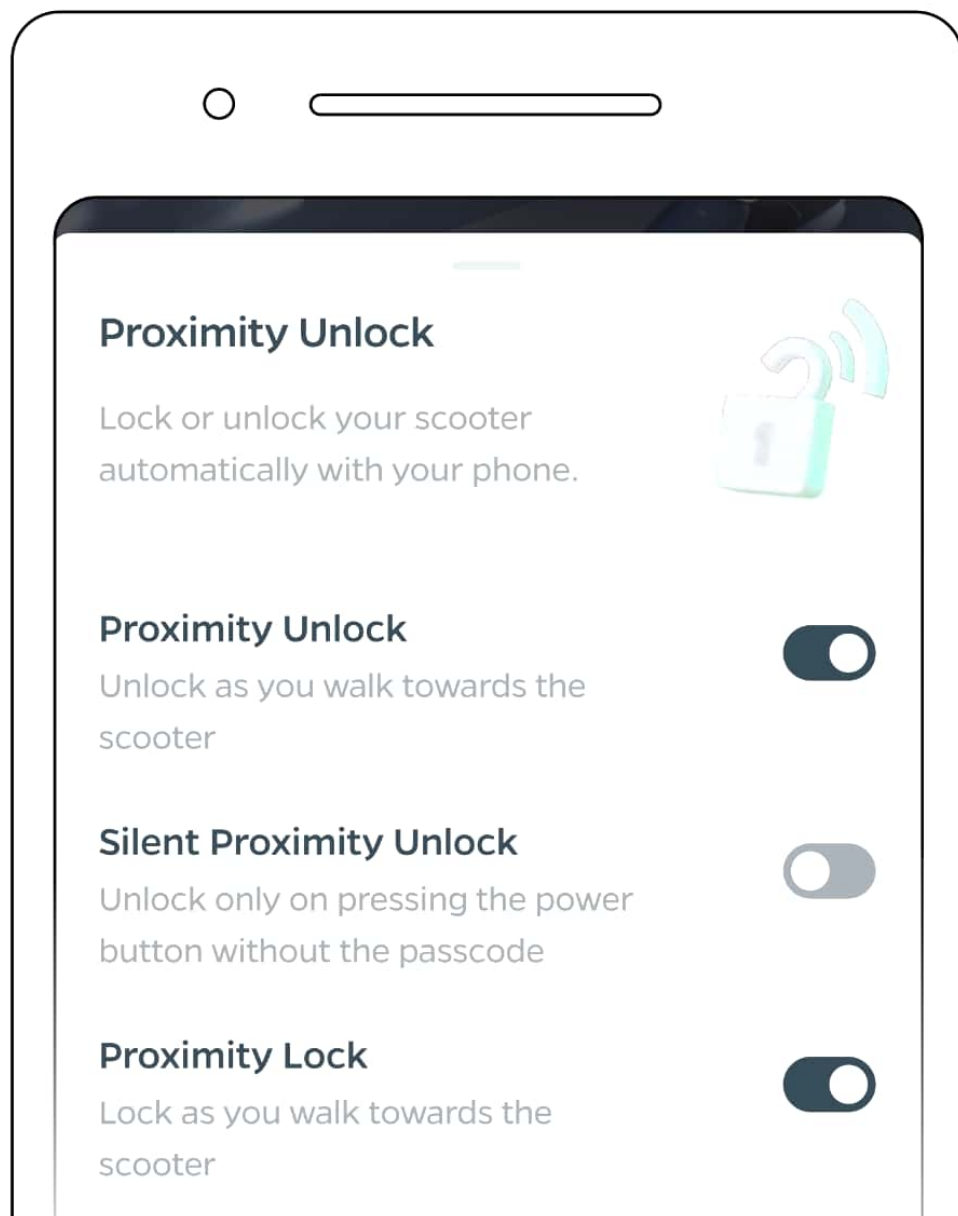 Proximity Unlock
Lock or unlock your scooter
automatically with your phone.
Proximity Unlock
Unlock as you walk towards the
scooter
Silent Proximity Unlock
Unlock only on pressing the power
button without the passcode
Proximity Lock
Lock as you walk towards the
scooter